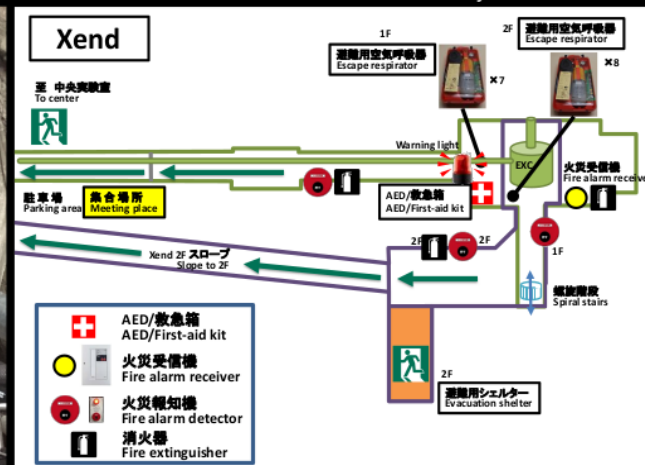 Xend
1F
避難用空気呼吸器
Escape respirator
×7
2F
避難用空気呼吸器
Escape respirator
×8
至 中央実験室
To center
Warning light
EXC
火災受信機
Fire alarm receiver
駐車場
Parking area
集合場所
Meeting place
AED/救急箱
AED/First-aid kit
2F
2F
1F
Xend 2F スロープ
Slope to 2F
螺旋階段
Spiral stairs
2F
避難用シェルター
Evacuation shelter
AED/救急箱
AED/First-aid kit
火災受信機
Fire alarm receiver
火災報知機
Fire alarm detector
消火器
Fire extinguisher